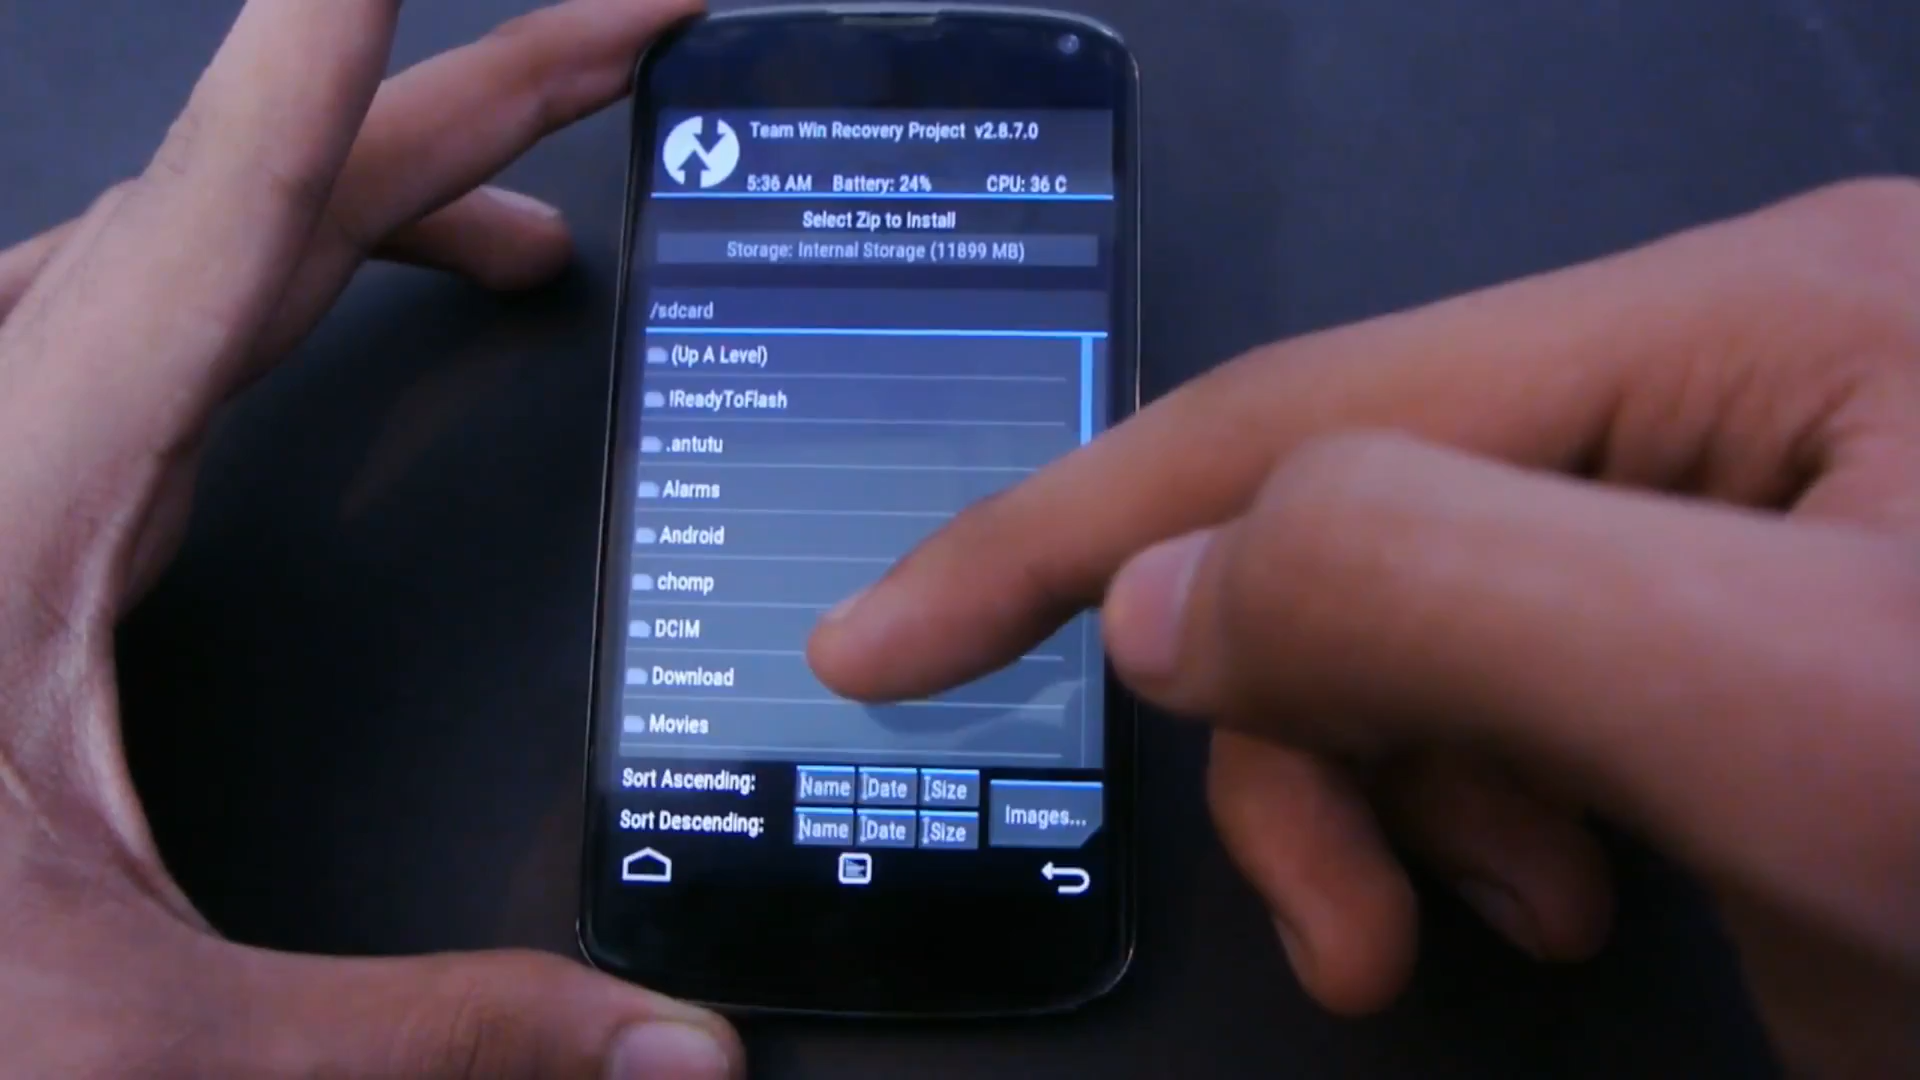 Team Win Recovery Project v2.8.7.0
5:36 AM Battery: 24% CPU: 36 C
Select Zip to Install
Storage: Internal Storage (11899 MB)
/sdcard
(Up A Level)
!ReadyToFlash
.antutu
Alarms
Android
chomp
DCIM
Download
Movies
Sort Ascending: Name Date Size
Images...
Sort Descending: Name Date Size